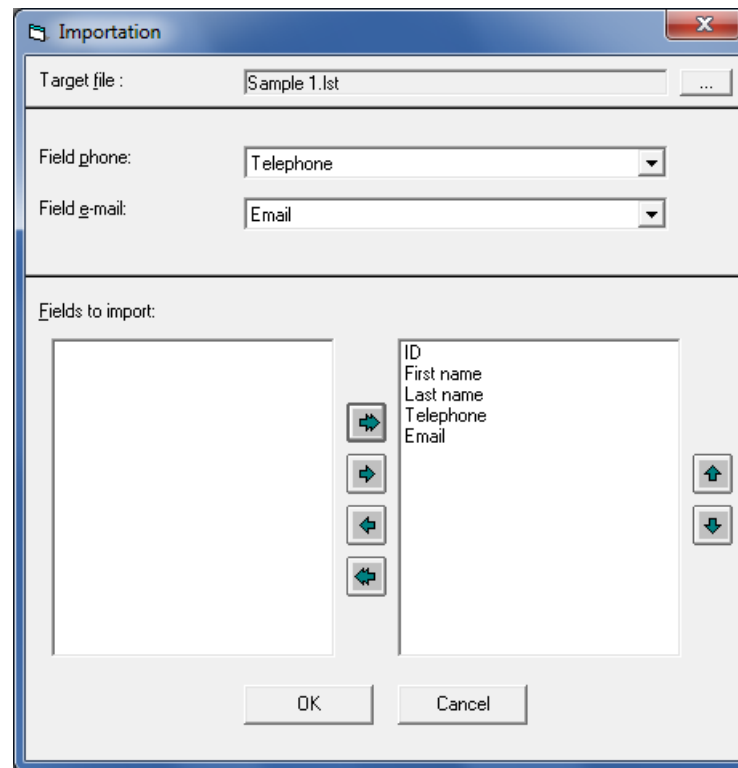 Importation
Target file : Sample 1.lst ...
Field phone: Telephone
Field e-mail: Email
Fields to import:
ID
First name
Last name
Telephone
Email
OK Cancel